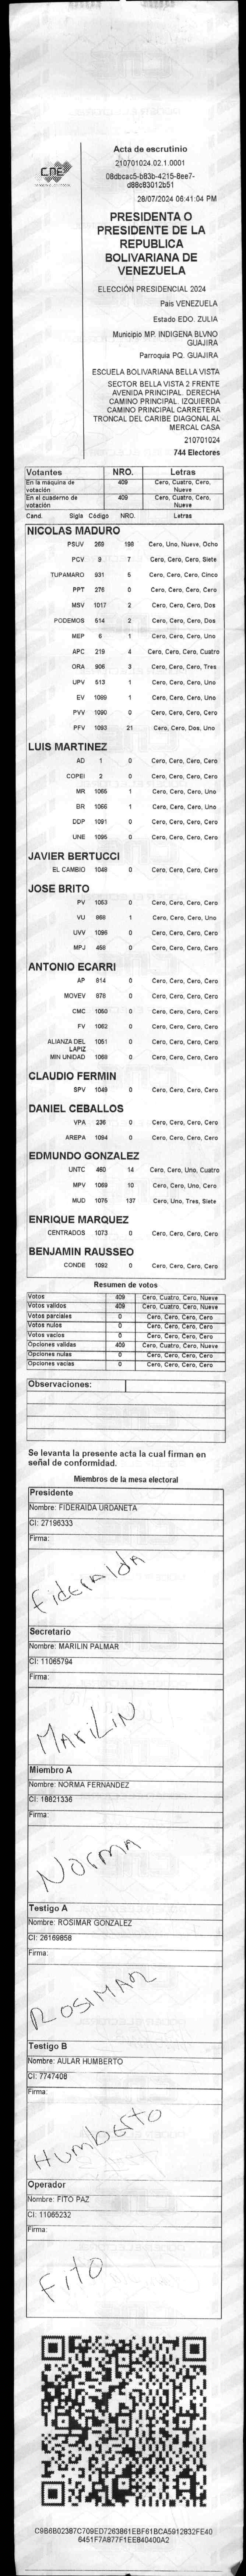 CNE
Acta de escrutinio
210701024.02.1.0001
08dbcac5-b83b-4215-8ee7-
d88c83012b51
28/07/2024 06:41:04 PM
PRESIDENTA O
PRESIDENTE DE LA
REPUBLICA
BOLIVARIANA DE
VENEZUELA
ELECCIÓN PRESIDENCIAL 2024
Pais VENEZUELA
Estado EDO. ZULIA
Municipio MP. INDIGENA BLVNO
GUAJIRA
Parroquia PQ. GUAJIRA
ESCUELA BOLIVARIANA BELLA VISTA
SECTOR BELLA VISTA 2 FRENTE
AVENIDA PRINCIPAL. DERECHA
CAMINO PRINCIPAL. IZQUIERDA
CAMINO PRINCIPAL CARRETERA
TRONCAL DEL CARIBE DIAGONAL AL
MERCAL CASA
210701024
744 Electores
Votantes NRO. Letras
En la máquina de votación 409 Cero, Cuatro, Cero, Nueve
En el cuaderno de votación 409 Cero, Cuatro, Cero, Nueve
Cand. Sigla Código NRO. Letras
NICOLAS MADURO
PSUV 269 198 Cero, Uno, Nueve, Ocho
PCV 9 7 Cero, Cero, Cero, Siete
TUPAMARO 931 5 Cero, Cero, Cero, Cinco
PPT 276 0 Cero, Cero, Cero, Cero
MSV 1017 2 Cero, Cero, Cero, Dos
PODEMOS 514 2 Cero, Cero, Cero, Dos
MEP 6 1 Cero, Cero, Cero, Uno
APC 219 4 Cero, Cero, Cero, Cuatro
ORA 906 3 Cero, Cero, Cero, Tres
UPV 513 1 Cero, Cero, Cero, Uno
EV 1089 1 Cero, Cero, Cero, Uno
PVV 1090 0 Cero, Cero, Cero, Cero
PFV 1093 21 Cero, Cero, Dos, Uno
LUIS MARTINEZ
AD 1 0 Cero, Cero, Cero, Cero
COPEI 2 0 Cero, Cero, Cero, Cero
MR 1065 1 Cero, Cero, Cero, Uno
BR 1066 1 Cero, Cero, Cero, Uno
DDP 1091 0 Cero, Cero, Cero, Cero
UNE 1095 0 Cero, Cero, Cero, Cero
JAVIER BERTUCCI
EL CAMBIO 1048 0 Cero, Cero, Cero, Cero
JOSE BRITO
PV 1053 0 Cero, Cero, Cero, Cero
VU 868 1 Cero, Cero, Cero, Uno
UVV 1096 0 Cero, Cero, Cero, Cero
MPJ 458 0 Cero, Cero, Cero, Cero
ANTONIO ECARRI
AP 814 0 Cero, Cero, Cero, Cero
MOVEV 878 0 Cero, Cero, Cero, Cero
CMC 1050 0 Cero, Cero, Cero, Cero
FV 1062 0 Cero, Cero, Cero, Cero
ALIANZA DEL LAPIZ 1051 0 Cero, Cero, Cero, Cero
MIN UNIDAD 1068 0 Cero, Cero, Cero, Cero
CLAUDIO FERMIN
SPV 1049 0 Cero, Cero, Cero, Cero
DANIEL CEBALLOS
VPA 236 0 Cero, Cero, Cero, Cero
AREPA 1094 0 Cero, Cero, Cero, Cero
EDMUNDO GONZALEZ
UNTC 460 14 Cero, Cero, Uno, Cuatro
MPV 1069 10 Cero, Cero, Uno, Cero
MUD 1075 137 Cero, Uno, Tres, Siete
ENRIQUE MARQUEZ
CENTRADOS 1073 0 Cero, Cero, Cero, Cero
BENJAMIN RAUSSEO
CONDE 1092 0 Cero, Cero, Cero, Cero
Resumen de votos
Votos 409 Cero, Cuatro, Cero, Nueve
Votos validos 409 Cero, Cuatro, Cero, Nueve
Votos parciales 0 Cero, Cero, Cero, Cero
Votos nulos 0 Cero, Cero, Cero, Cero
Votos vacios 0 Cero, Cero, Cero, Cero
Opciones validas 409 Cero, Cuatro, Cero, Nueve
Opciones nulas 0 Cero, Cero, Cero, Cero
Opciones vacias 0 Cero, Cero, Cero, Cero
Observaciones:
Se levanta la presente acta la cual firman en
señal de conformidad.
Miembros de la mesa electoral
Presidente
Nombre: FIDERAIDA URDANETA
CI: 27196333
Firma:
Fideralda
Secretario
Nombre: MARILIN PALMAR
CI: 11065794
Firma:
MARiLiN
Miembro A
Nombre: NORMA FERNANDEZ
CI: 18821336
Firma:
Norma
Testigo A
Nombre: ROSIMAR GONZALEZ
CI: 26169858
Firma:
ROSIMAR
Testigo B
Nombre: AULAR HUMBERTO
CI: 7747408
Firma:
Humberto
Operador
Nombre: FITO PAZ
CI: 11065232
Firma:
Fito
C9B6B02387C709ED7263861EBF61BCA5912832FE40
6451F7A877F1EE840400A2